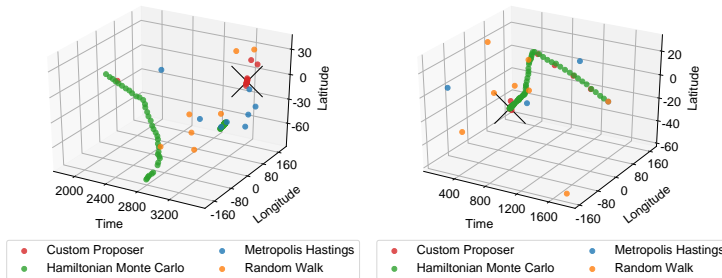 30
0
-30
-60
Latitude
2000
2400
2800
3200
Time
-160
-80
0
80
160
Longitude
Custom Proposer
Metropolis Hastings
Hamiltonian Monte Carlo
Random Walk
20
0
-20
-40
-60
Latitude
400
800
1200
1600
Time
-160
-80
0
80
160
Longitude
Custom Proposer
Metropolis Hastings
Hamiltonian Monte Carlo
Random Walk